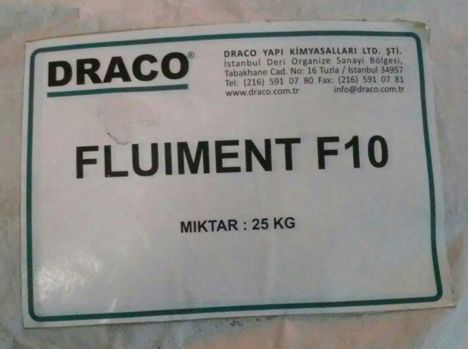 DRACO®
DRACO YAPI KİMYASALLARI LTD. ŞTİ.
İstanbul Deri Organize Sanayi Bölgesi,
Tabakhane Cad. No: 16 Tuzla / İstanbul 34957
Tel: (216) 591 07 80 Fax: (216) 591 07 81
www.draco.com.tr info@draco.com.tr
FLUIMENT F10
MIKTAR : 25 KG